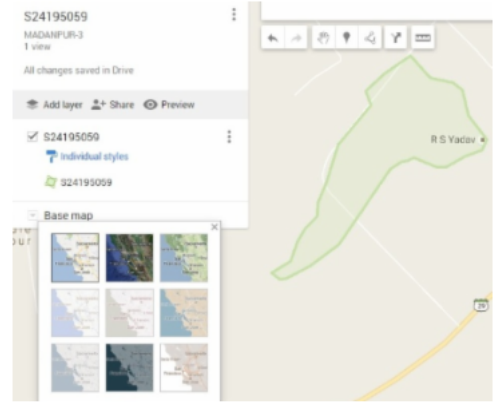 S24195059
MADANPUR-3
1 view
All changes saved in Drive
Add layer Share Preview
S24195059
Individual styles
S24195059
Base map
R S Yadav
29